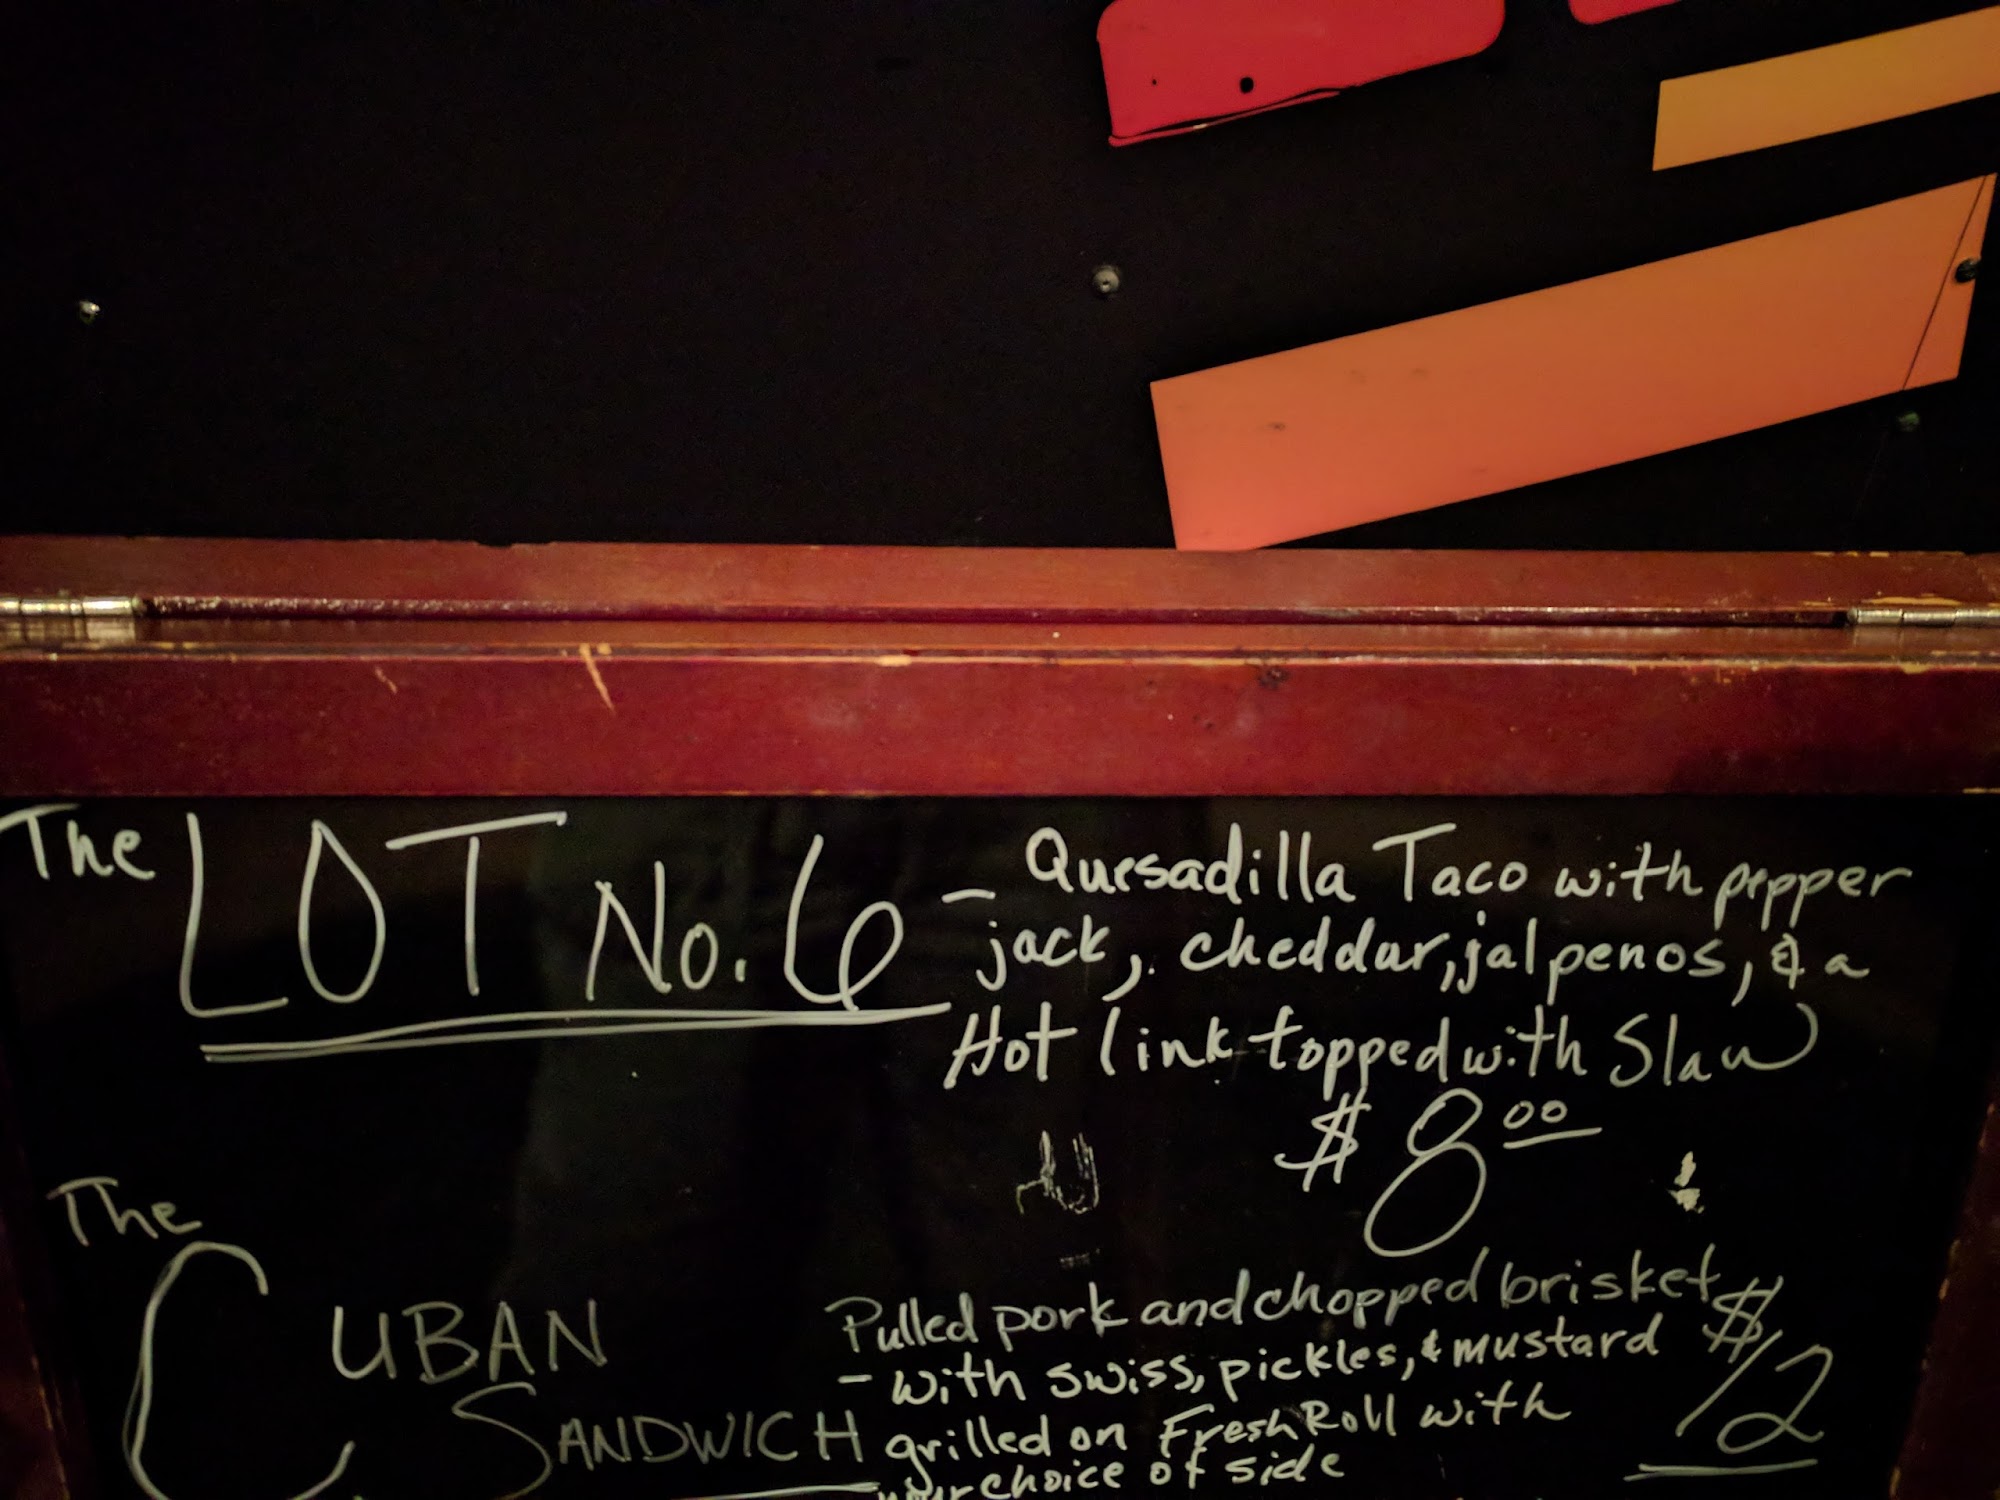 The LOT No. 6 - Quesadilla Taco with pepper
jack, cheddar, jalpenos, & a
Hot link topped with Slaw
$8.00
The
CUBAN
SANDWICH
Pulled pork and chopped brisket
- with swiss, pickles, & mustard
grilled on Fresh Roll with
your choice of side
$12